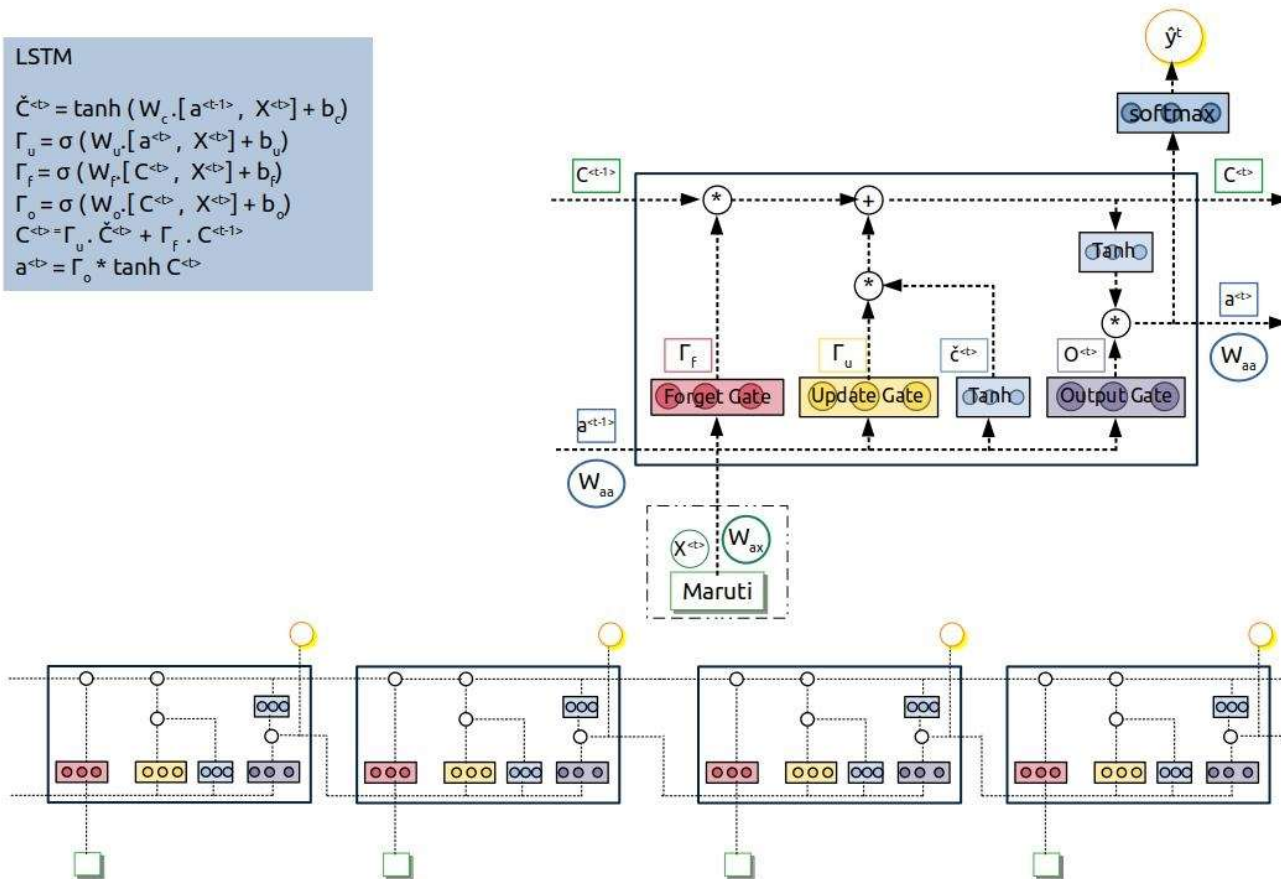 LSTM
Č<t> = tanh ( Wc.[ a<t-1> , X<t>] + bc)
Γu = σ ( Wu.[ a<t> , X<t>] + bu)
Γf = σ ( Wf.[ C<t> , X<t>] + bf)
Γo = σ ( Wo.[ C<t> , X<t>] + bo)
C<t> = Γu . Č<t> + Γf . C<t-1>
a<t> = Γo * tanh C<t>
ŷt
softmax
C<t-1>
C<t>
* +
Tanh
*
a<t>
*
Γf Γu č<t> O<t>
Waa
Forget Gate Update Gate Tanh Output Gate
a<t-1>
Waa
X<t> Wax
Maruti